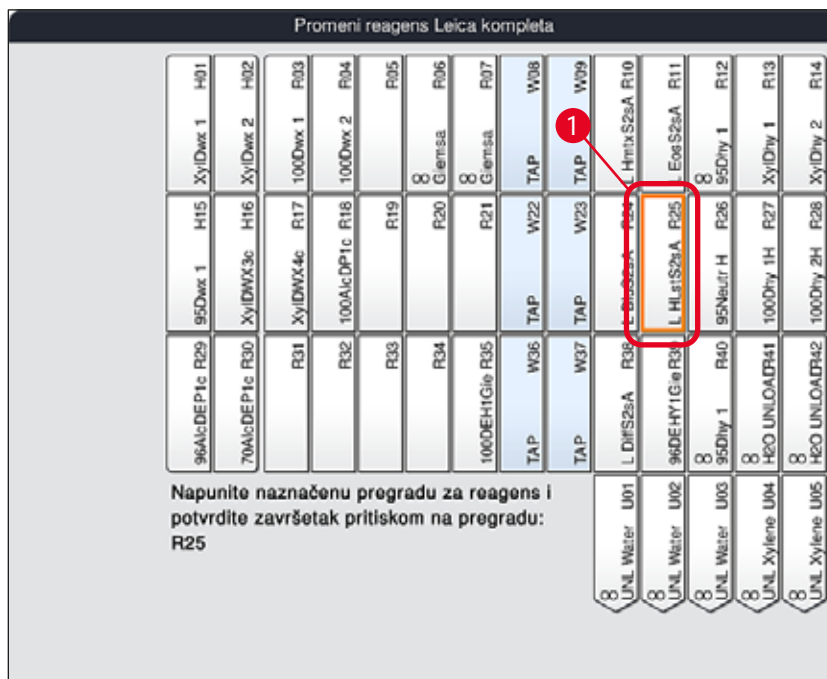 Promeni reagens Leica kompleta
XylDwx 1 H01
XylDwx 2 H02
100Dwx 1 R03
100Dwx 2 R04
R05
∞ Giemsa R06
∞ Giemsa R07
TAP W08
TAP W09
L HmtxS2sA R10
L EosS2sA R11
∞ 95Dhy 1 R12
XylDhy 1 R13
XylDhy 2 R14
1
95Dwx 1 H15
XylDWX3c H16
XylDWX4c R17
100AlcDP1c R18
R19
R20
R21
TAP W22
TAP W23
L BluS2sA R24
L HLstS2sA R25
95Neutr H R26
100Dhy 1H R27
100Dhy 2H R28
96AlcDEP1c R29
70AlcDEP1c R30
R31
R32
R33
R34
100DEH1Gie R35
TAP W36
TAP W37
L DiffS2sA R38
96DEHY1Gie R39
∞ 95Dhy 1 R40
∞ H2O UNLOAD R41
∞ H2O UNLOAD R42
Napunite naznačenu pregradu za reagens i
potvrdite završetak pritiskom na pregradu:
R25
∞ UNL Water U01
∞ UNL Water U02
∞ UNL Water U03
∞ UNL Xylene U04
∞ UNL Xylene U05